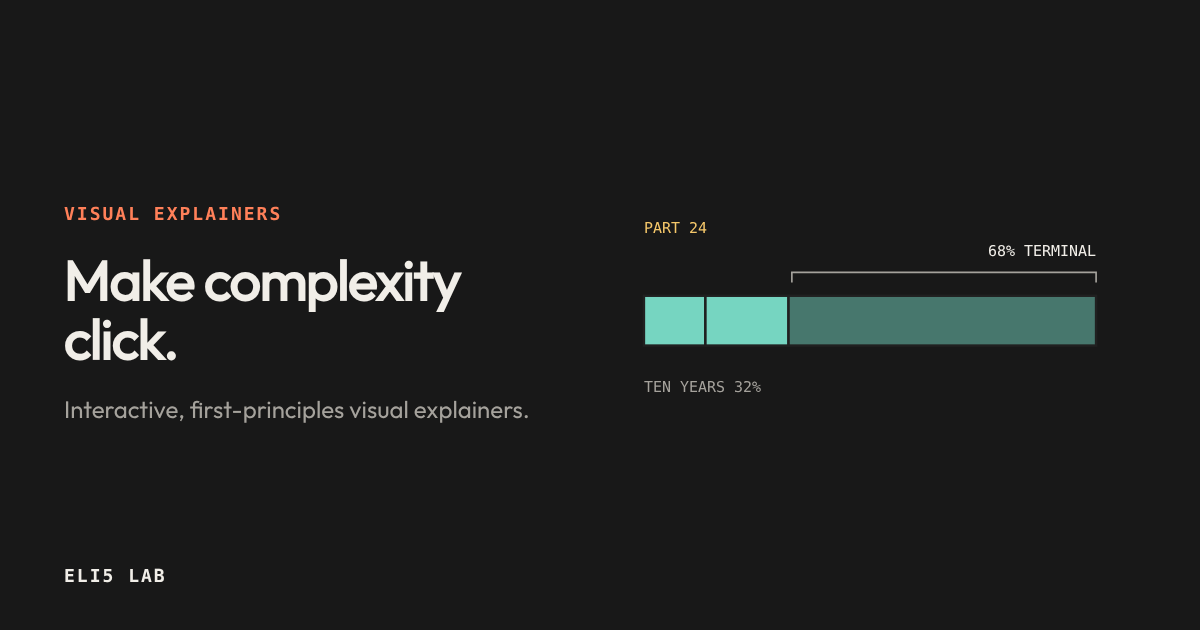 VISUAL EXPLAINERS
Make complexity
click.
Interactive, first-principles visual explainers.
ELI5 LAB
PART 24
68% TERMINAL
TEN YEARS 32%